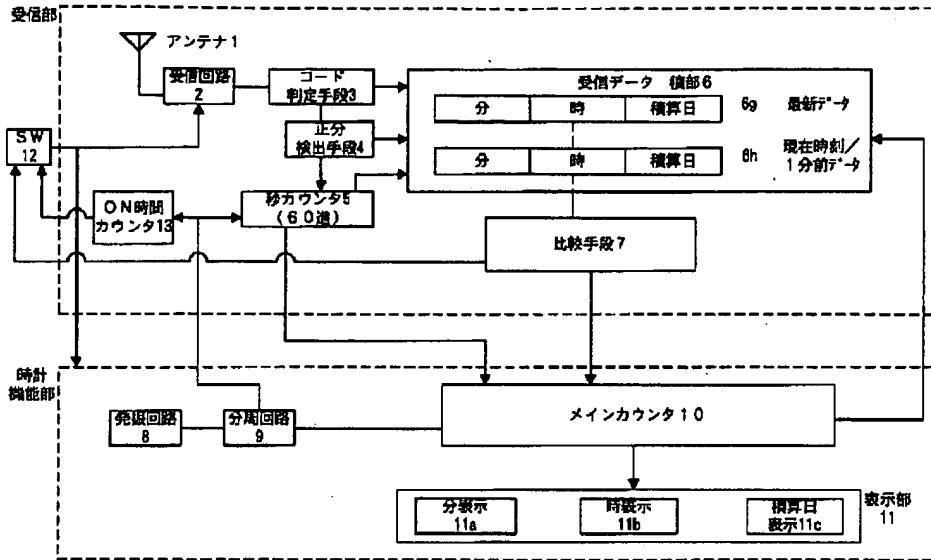 受信部
アンテナ1
受信回路
2
コード
判定手段3
正分
検出手段4
受信データ 積部6
分 時 積算日 6g 最新データ
分 時 積算日 6h 現在時刻/
1分前データ
SW
12
ON時間
カウンタ13
秒カウンタ5
(60進)
比較手段7
時計
機能部
発振回路
8
分周回路
9
メインカウンタ10
分表示
11a
時表示
11b
積算日
表示11c
表示部
11